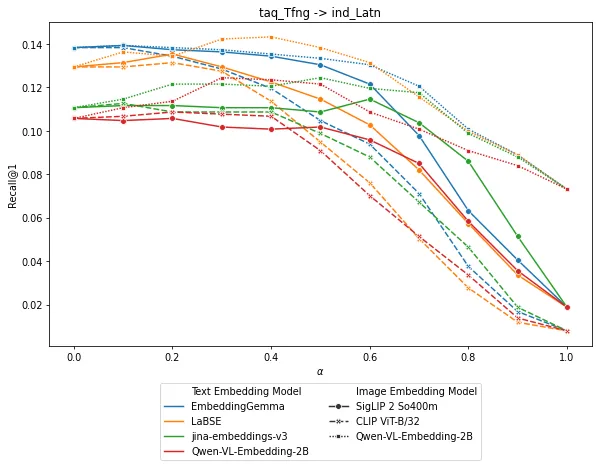 taq_Tfng -> ind_Latn
Recall@1
0.14
0.12
0.10
0.08
0.06
0.04
0.02
0.0
0.2
0.4
0.6
0.8
1.0
α
Text Embedding Model
EmbeddingGemma
LaBSE
jina-embeddings-v3
Qwen-VL-Embedding-2B
Image Embedding Model
SigLIP 2 So400m
CLIP ViT-B/32
Qwen-VL-Embedding-2B